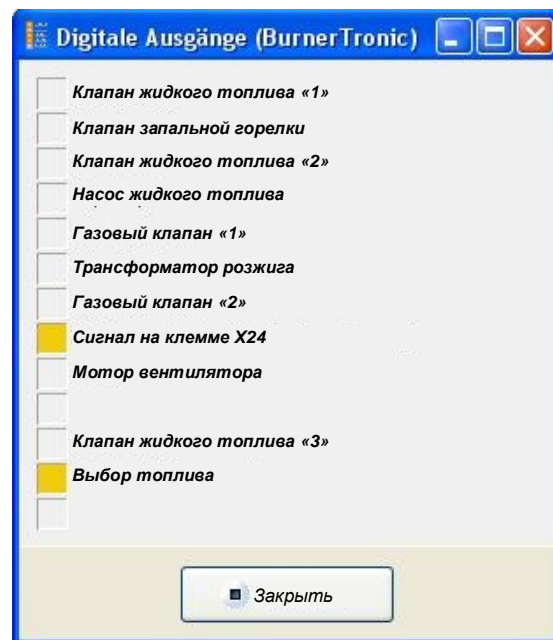 Digitale Ausgänge (BurnerTronic)
Клапан жидкого топлива «1»
Клапан запальной горелки
Клапан жидкого топлива «2»
Насос жидкого топлива
Газовый клапан «1»
Трансформатор розжига
Газовый клапан «2»
Сигнал на клемме X24
Мотор вентилятора
Клапан жидкого топлива «3»
Выбор топлива
Закрыть